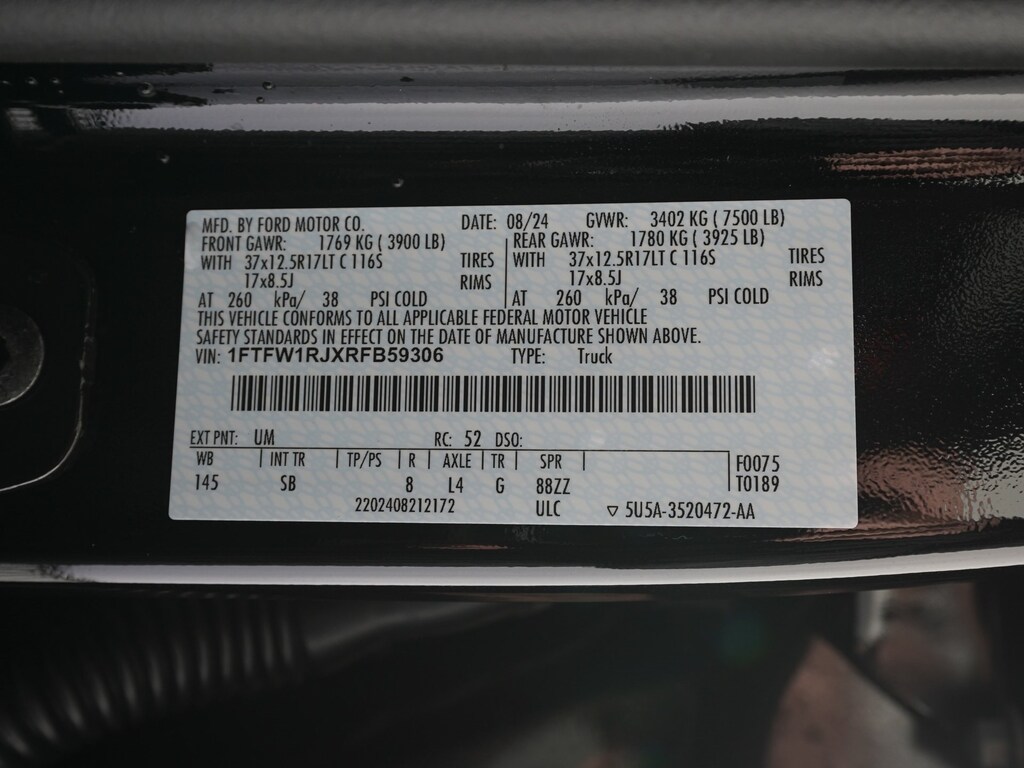 MFD. BY FORD MOTOR CO. DATE: 08/24 GVWR: 3402 KG ( 7500 LB)
FRONT GAWR: 1769 KG ( 3900 LB) REAR GAWR: 1780 KG ( 3925 LB)
WITH 37x12.5R17LT C 116S TIRES WITH 37x12.5R17LT C 116S TIRES
17x8.5J RIMS 17x8.5J RIMS
AT 260 kPa/ 38 PSI COLD AT 260 kPa/ 38 PSI COLD
THIS VEHICLE CONFORMS TO ALL APPLICABLE FEDERAL MOTOR VEHICLE
SAFETY STANDARDS IN EFFECT ON THE DATE OF MANUFACTURE SHOWN ABOVE.
VIN: 1FTFW1RJXRFB59306 TYPE: Truck
EXT PNT: UM RC: 52 DSO:
WB INT TR TP/PS R AXLE TR SPR F0075
145 SB 8 L4 G 88ZZ T0189
2202408212172 ULC ▽ 5U5A-3520472-AA